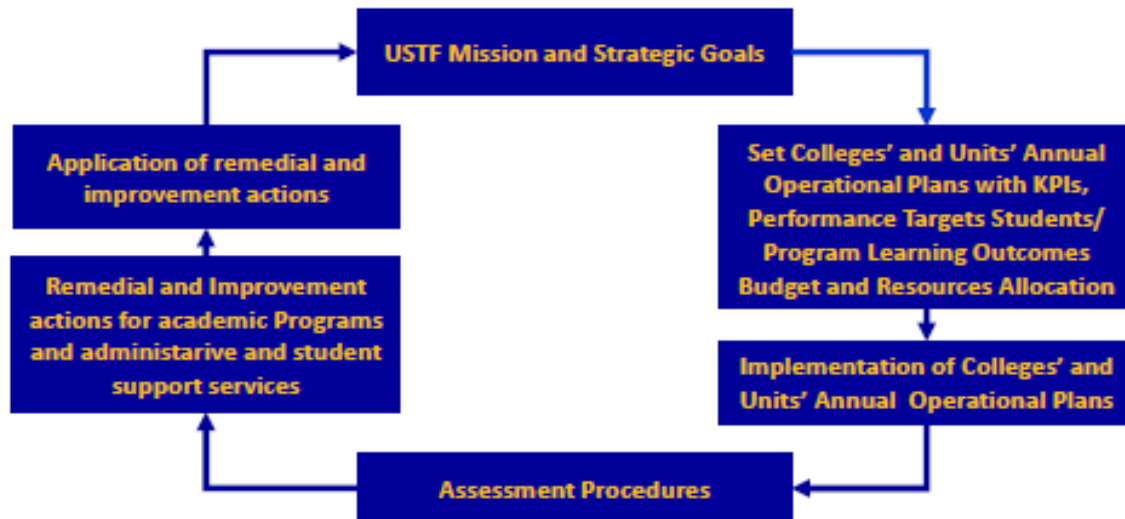 USTF Mission and Strategic Goals
Application of remedial and
improvement actions
Set Colleges’ and Units’ Annual
Operational Plans with KPIs,
Performance Targets Students/
Program Learning Outcomes
Budget and Resources Allocation
Remedial and Improvement
actions for academic Programs
and administarive and student
support services
Implementation of Colleges’ and
Units’ Annual Operational Plans
Assessment Procedures